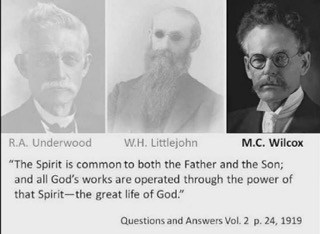 R.A. Underwood W.H. Littlejohn M.C. Wilcox
“The Spirit is common to both the Father and the Son;
and all God’s works are operated through the power of
that Spirit—the great life of God.”
Questions and Answers Vol. 2 p. 24, 1919